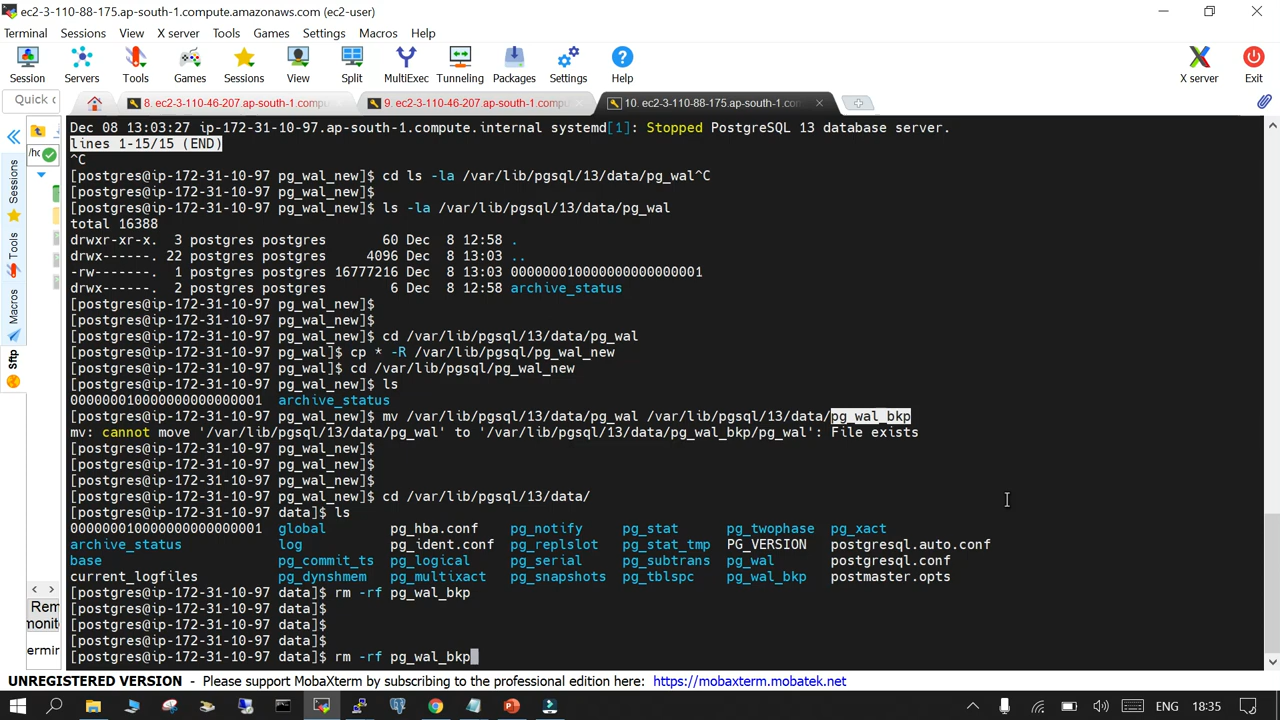 ec2-3-110-88-175.ap-south-1.compute.amazonaws.com (ec2-user)
Terminal Sessions View X server Tools Games Settings Macros Help
Session Servers Tools Games Sessions View Split MultiExec Tunneling Packages Settings Help X server Exit
Quick c
8. ec2-3-110-46-207.ap-south-1.compu
9. ec2-3-110-46-207.ap-south-1.compu
10. ec2-3-110-88-175.ap-south-1.com
/hc
Sessions
Tools
Macros
Sftp
Dec 08 13:03:27 ip-172-31-10-97.ap-south-1.compute.internal systemd[1]: Stopped PostgreSQL 13 database server.
lines 1-15/15 (END)
^C
[postgres@ip-172-31-10-97 pg_wal_new]$ cd ls -la /var/lib/pgsql/13/data/pg_wal^C
[postgres@ip-172-31-10-97 pg_wal_new]$
[postgres@ip-172-31-10-97 pg_wal_new]$ ls -la /var/lib/pgsql/13/data/pg_wal
total 16388
drwxr-xr-x. 3 postgres postgres 60 Dec 8 12:58 .
drwx------. 22 postgres postgres 4096 Dec 8 13:03 ..
-rw-------. 1 postgres postgres 16777216 Dec 8 13:03 000000010000000000000001
drwx------. 2 postgres postgres 6 Dec 8 12:58 archive_status
[postgres@ip-172-31-10-97 pg_wal_new]$
[postgres@ip-172-31-10-97 pg_wal_new]$
[postgres@ip-172-31-10-97 pg_wal_new]$ cd /var/lib/pgsql/13/data/pg_wal
[postgres@ip-172-31-10-97 pg_wal]$ cp * -R /var/lib/pgsql/pg_wal_new
[postgres@ip-172-31-10-97 pg_wal]$ cd /var/lib/pgsql/pg_wal_new
[postgres@ip-172-31-10-97 pg_wal_new]$ ls
000000010000000000000001 archive_status
[postgres@ip-172-31-10-97 pg_wal_new]$ mv /var/lib/pgsql/13/data/pg_wal /var/lib/pgsql/13/data/pg_wal_bkp
mv: cannot move '/var/lib/pgsql/13/data/pg_wal' to '/var/lib/pgsql/13/data/pg_wal_bkp/pg_wal': File exists
[postgres@ip-172-31-10-97 pg_wal_new]$
[postgres@ip-172-31-10-97 pg_wal_new]$
[postgres@ip-172-31-10-97 pg_wal_new]$
[postgres@ip-172-31-10-97 pg_wal_new]$ cd /var/lib/pgsql/13/data/
[postgres@ip-172-31-10-97 data]$ ls
000000010000000000000001 global pg_hba.conf pg_notify pg_stat pg_twophase pg_xact
archive_status log pg_ident.conf pg_replslot pg_stat_tmp PG_VERSION postgresql.auto.conf
base pg_commit_ts pg_logical pg_serial pg_subtrans pg_wal postgresql.conf
current_logfiles pg_dynshmem pg_multixact pg_snapshots pg_tblspc pg_wal_bkp postmaster.opts
[postgres@ip-172-31-10-97 data]$ rm -rf pg_wal_bkp
[postgres@ip-172-31-10-97 data]$
[postgres@ip-172-31-10-97 data]$
[postgres@ip-172-31-10-97 data]$
[postgres@ip-172-31-10-97 data]$ rm -rf pg_wal_bkp
Rem
monito
ermin
UNREGISTERED VERSION - Please support MobaXterm by subscribing to the professional edition here: https://mobaxterm.mobatek.net
ENG 18:35